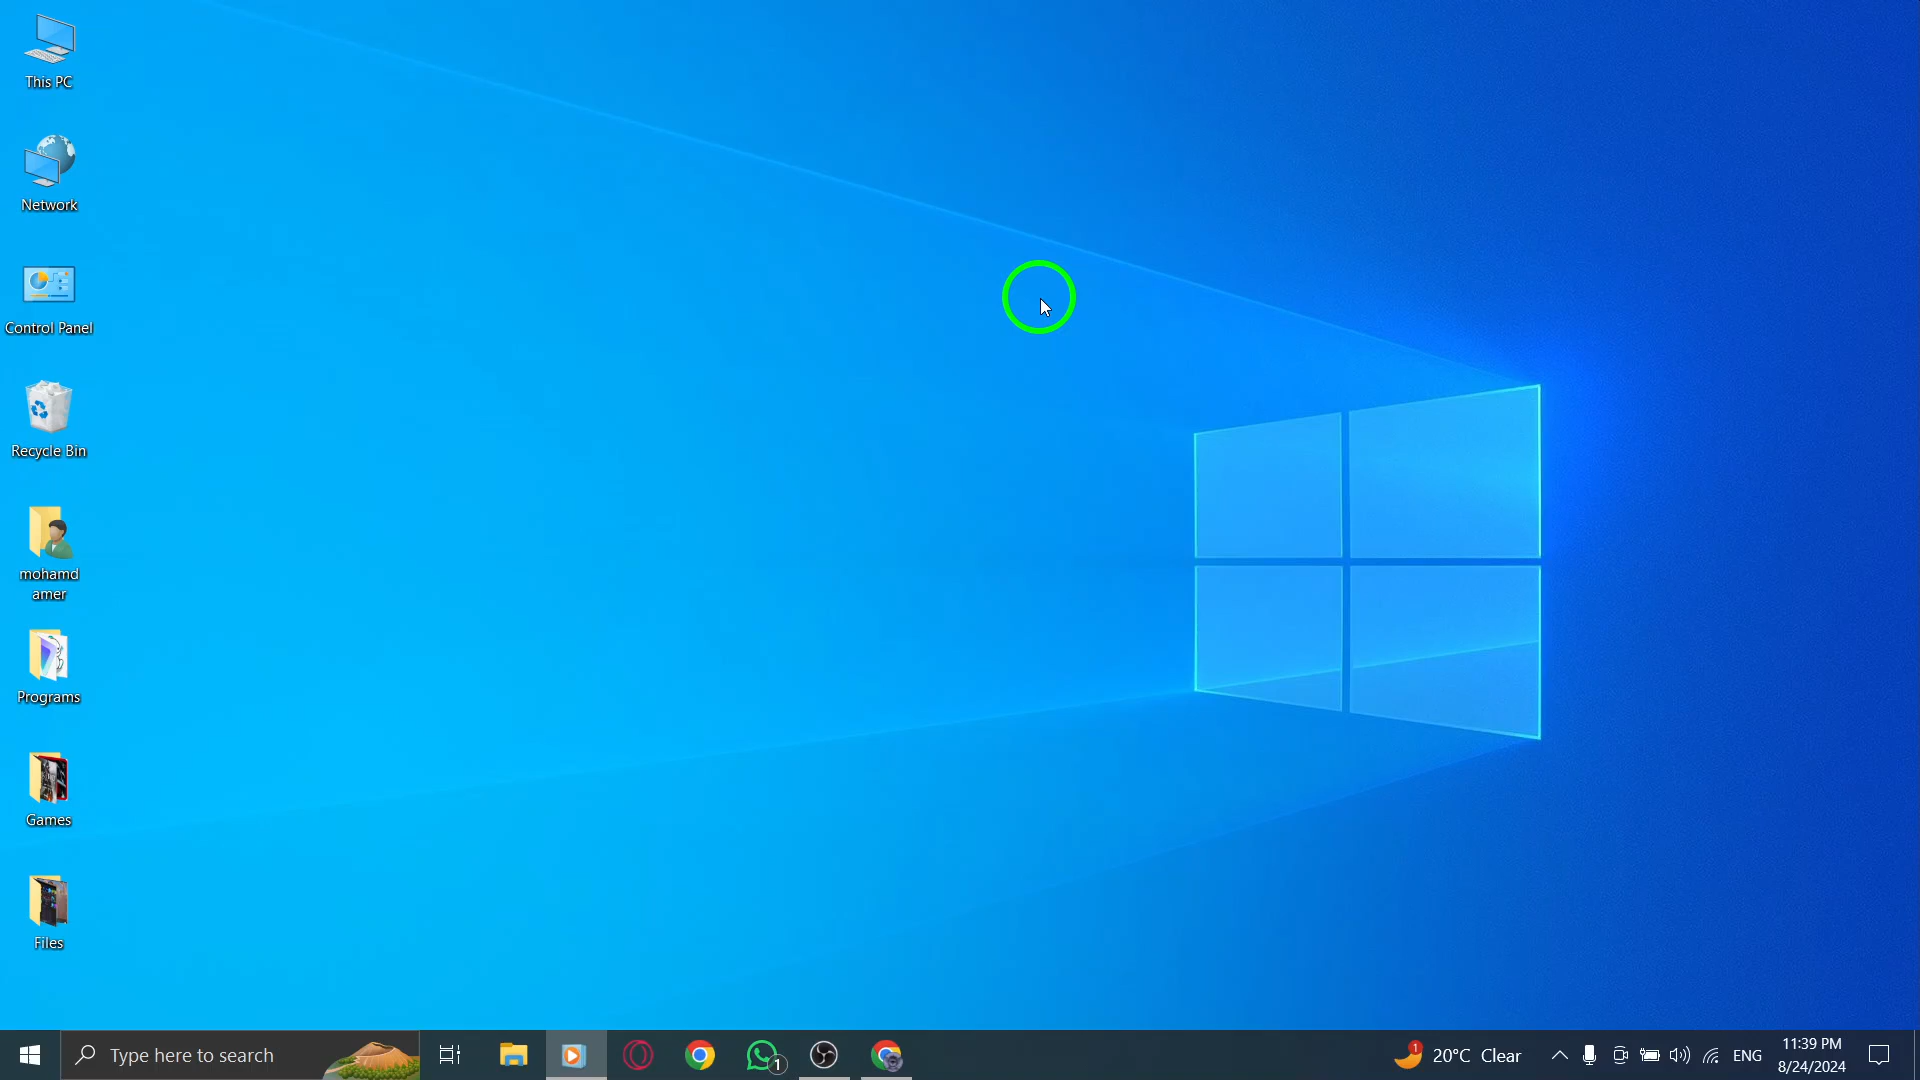 This PC
Network
Control Panel
Recycle Bin
mohamd
amer
Programs
Games
Files
Type here to search
1
1
20°C Clear
ENG
11:39 PM
8/24/2024